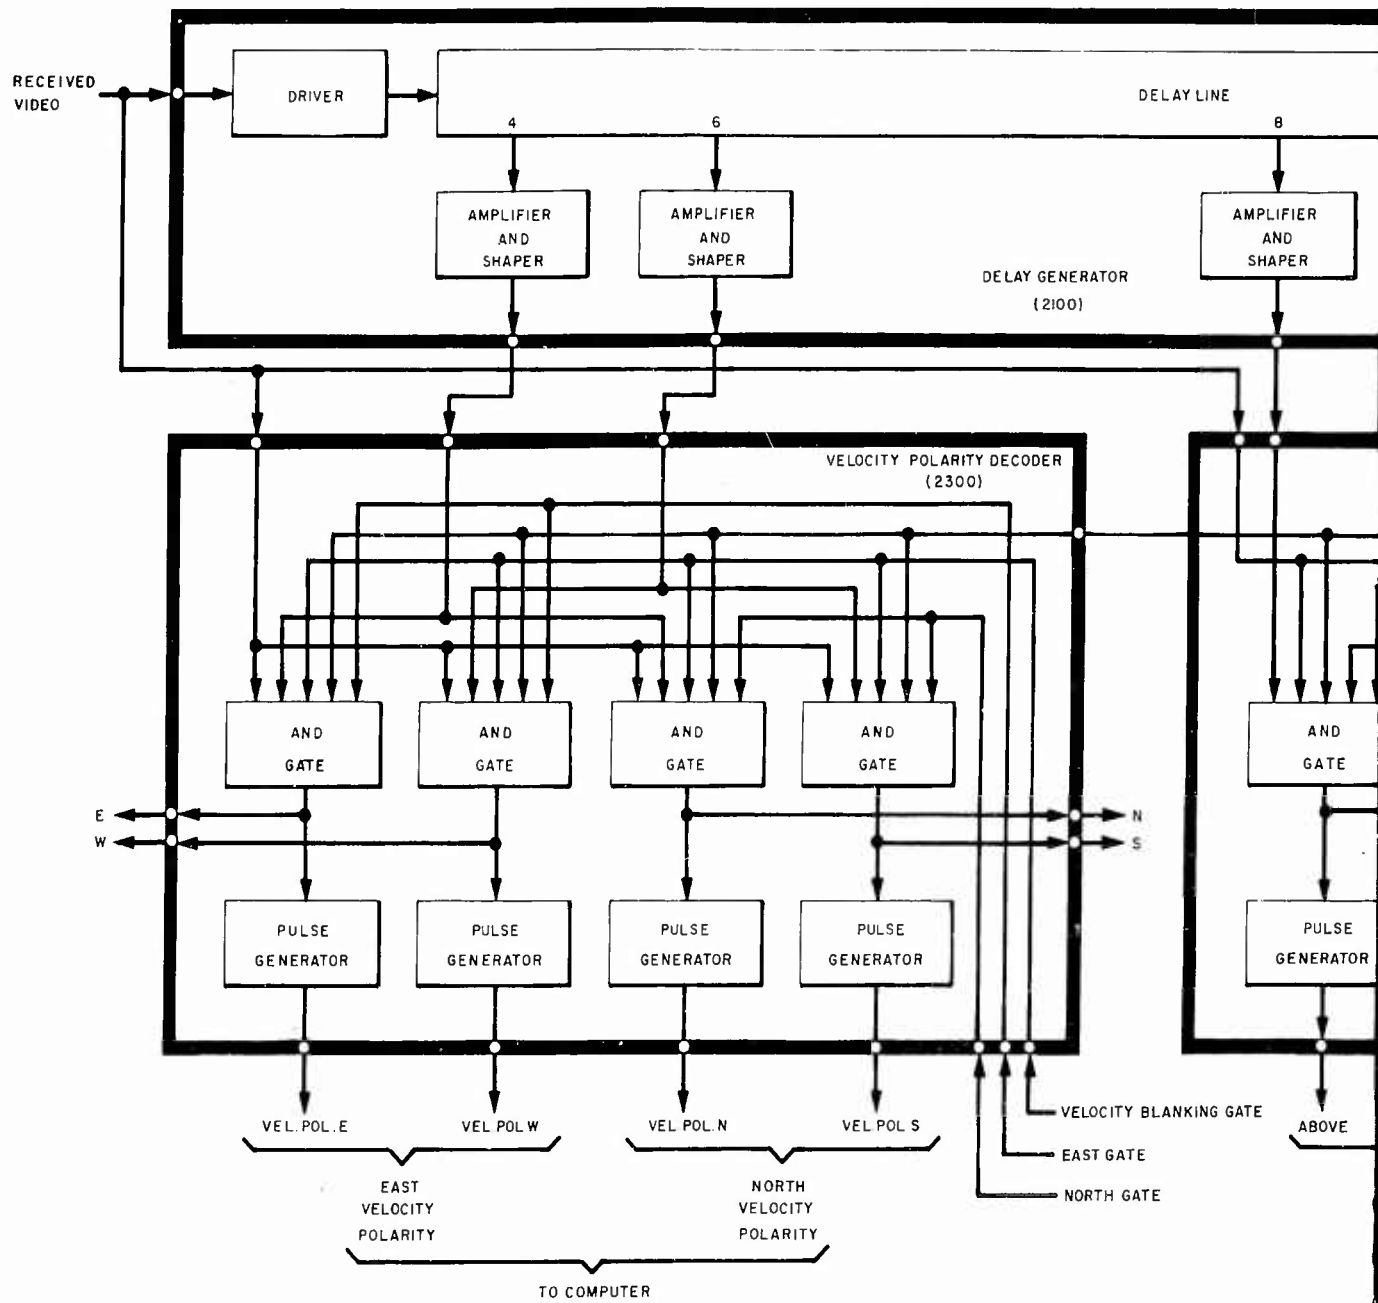 RECEIVED
VIDEO
DRIVER
DELAY LINE
4
6
8
AMPLIFIER
AND
SHAPER
AMPLIFIER
AND
SHAPER
AMPLIFIER
AND
SHAPER
DELAY GENERATOR
(2100)
VELOCITY POLARITY DECODER
(2300)
AND
GATE
AND
GATE
AND
GATE
AND
GATE
AND
GATE
E
W
N
S
PULSE
GENERATOR
PULSE
GENERATOR
PULSE
GENERATOR
PULSE
GENERATOR
PULSE
GENERATOR
VEL. POL. E
VEL POL W
VEL POL. N
VEL POL S
VELOCITY BLANKING GATE
EAST GATE
NORTH GATE
ABOVE
EAST
VELOCITY
POLARITY
NORTH
VELOCITY
POLARITY
TO COMPUTER